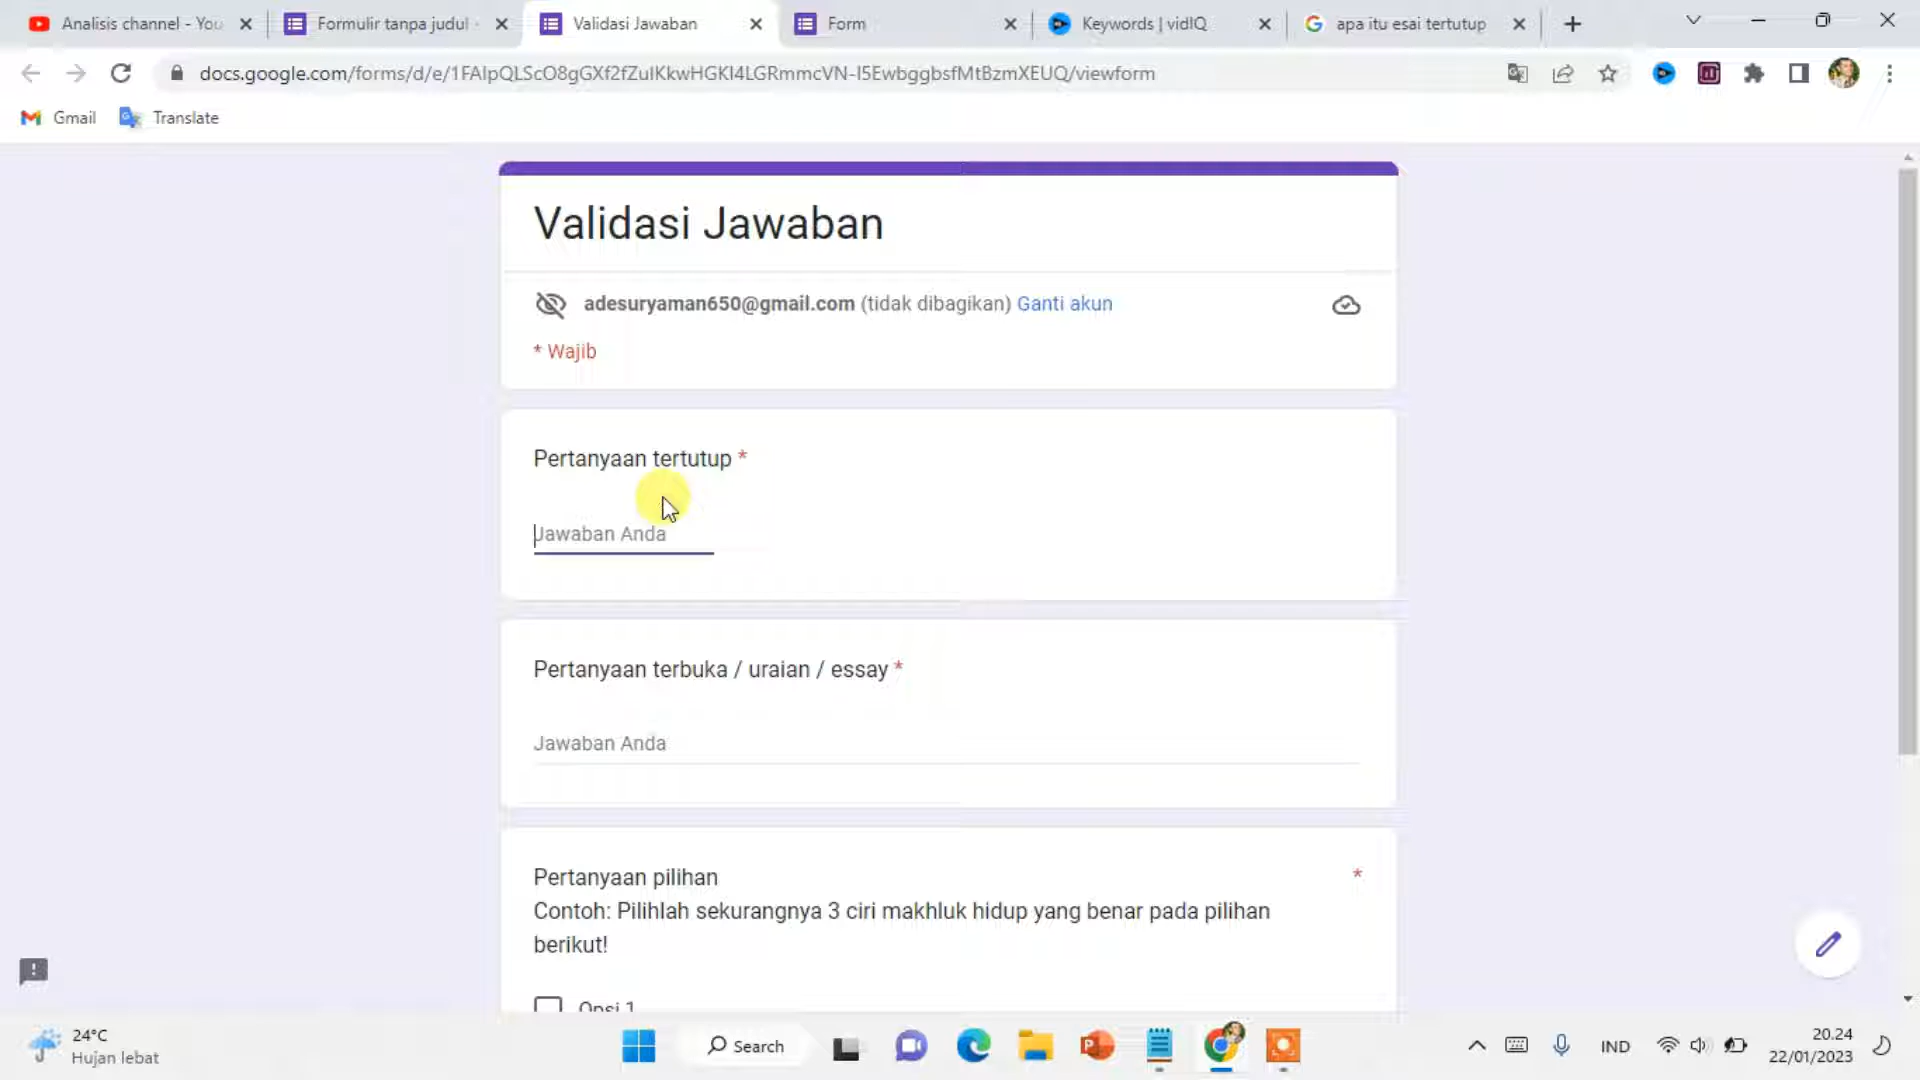 Analisis channel - You
Formulir tanpa judul -
Validasi Jawaban
Form
Keywords | vidIQ
apa itu esai tertutup
docs.google.com/forms/d/e/1FAIpQLScO8gGXf2fZuIKkwHGKI4LGRmmcVN-I5EwbggbsfMtBzmXEUQ/viewform
Gmail
Translate
Validasi Jawaban
adesuryaman650@gmail.com (tidak dibagikan) Ganti akun
* Wajib
Pertanyaan tertutup *
Jawaban Anda
Pertanyaan terbuka / uraian / essay *
Jawaban Anda
Pertanyaan pilihan *
Contoh: Pilihlah sekurangnya 3 ciri makhluk hidup yang benar pada pilihan
berikut!
Opsi 1
24°C
Hujan lebat
Search
IND
20.24
22/01/2023